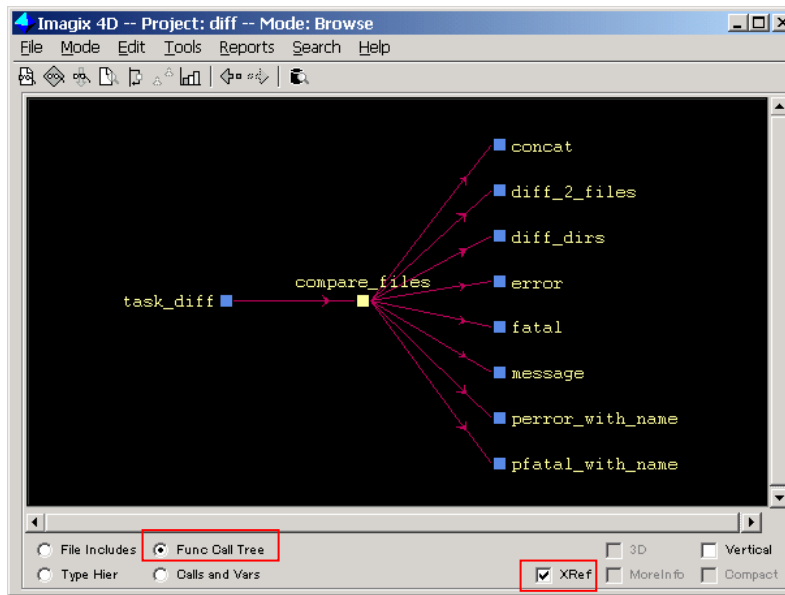 Imagix 4D -- Project: diff -- Mode: Browse
File Mode Edit Tools Reports Search Help
concat
diff_2_files
diff_dirs
compare_files
error
task_diff
fatal
message
perror_with_name
pfatal_with_name
File Includes Func Call Tree 3D Vertical
Type Hier Calls and Vars XRef MoreInfo Compact